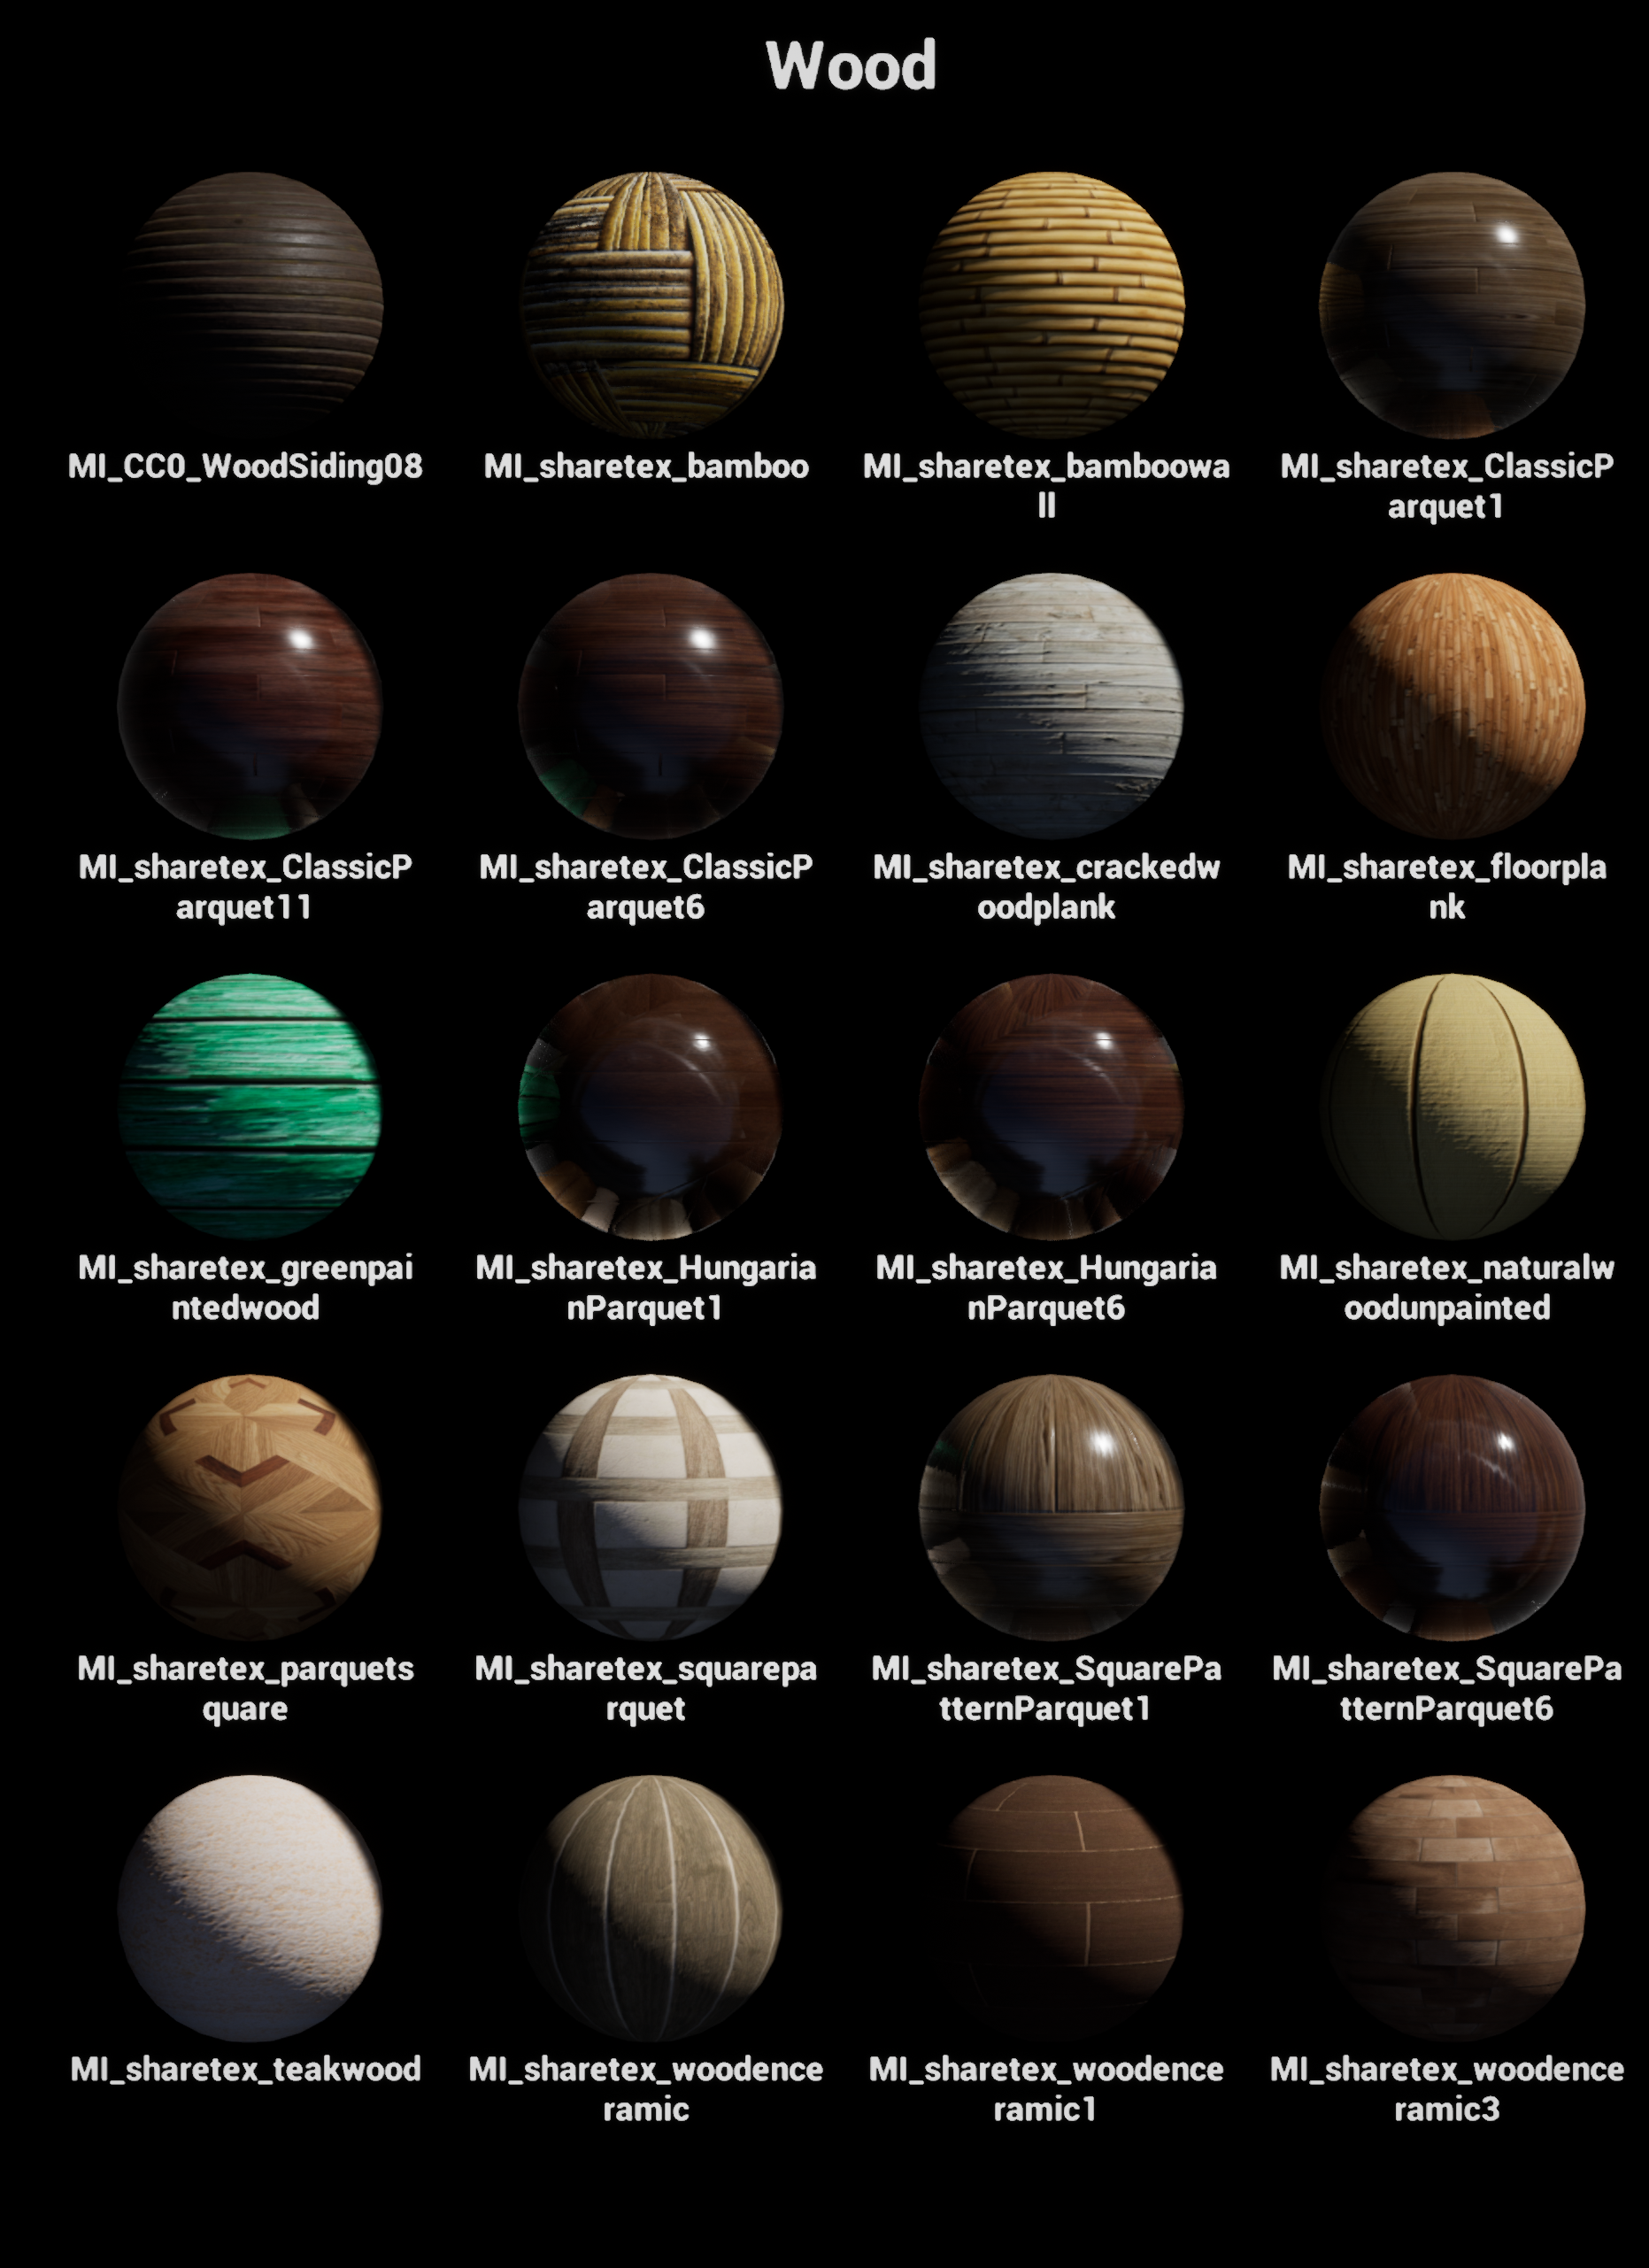 Wood
MI_CC0_WoodSiding08
MI_sharetex_bamboo
MI_sharetex_bamboowa
ll
MI_sharetex_ClassicP
arquet1
MI_sharetex_ClassicP
arquet11
MI_sharetex_ClassicP
arquet6
MI_sharetex_crackedw
oodplank
MI_sharetex_floorpla
nk
MI_sharetex_greenpai
ntedwood
MI_sharetex_Hungaria
nParquet1
MI_sharetex_Hungaria
nParquet6
MI_sharetex_naturalw
oodunpainted
MI_sharetex_parquets
quare
MI_sharetex_squarepa
rquet
MI_sharetex_SquarePa
tternParquet1
MI_sharetex_SquarePa
tternParquet6
MI_sharetex_teakwood
MI_sharetex_woodence
ramic
MI_sharetex_woodence
ramic1
MI_sharetex_woodence
ramic3